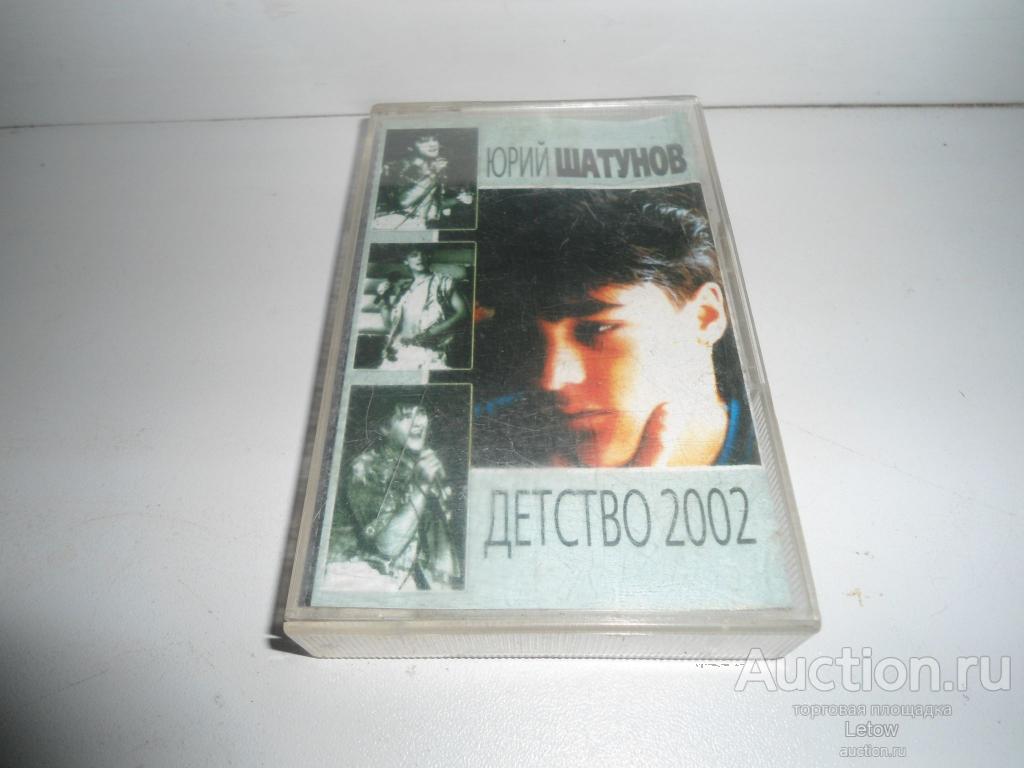 ЮРИЙ ШАТУНОВ
ДЕТСТВО 2002
Auction.ru
торговая площадка
Letow
auction.ru